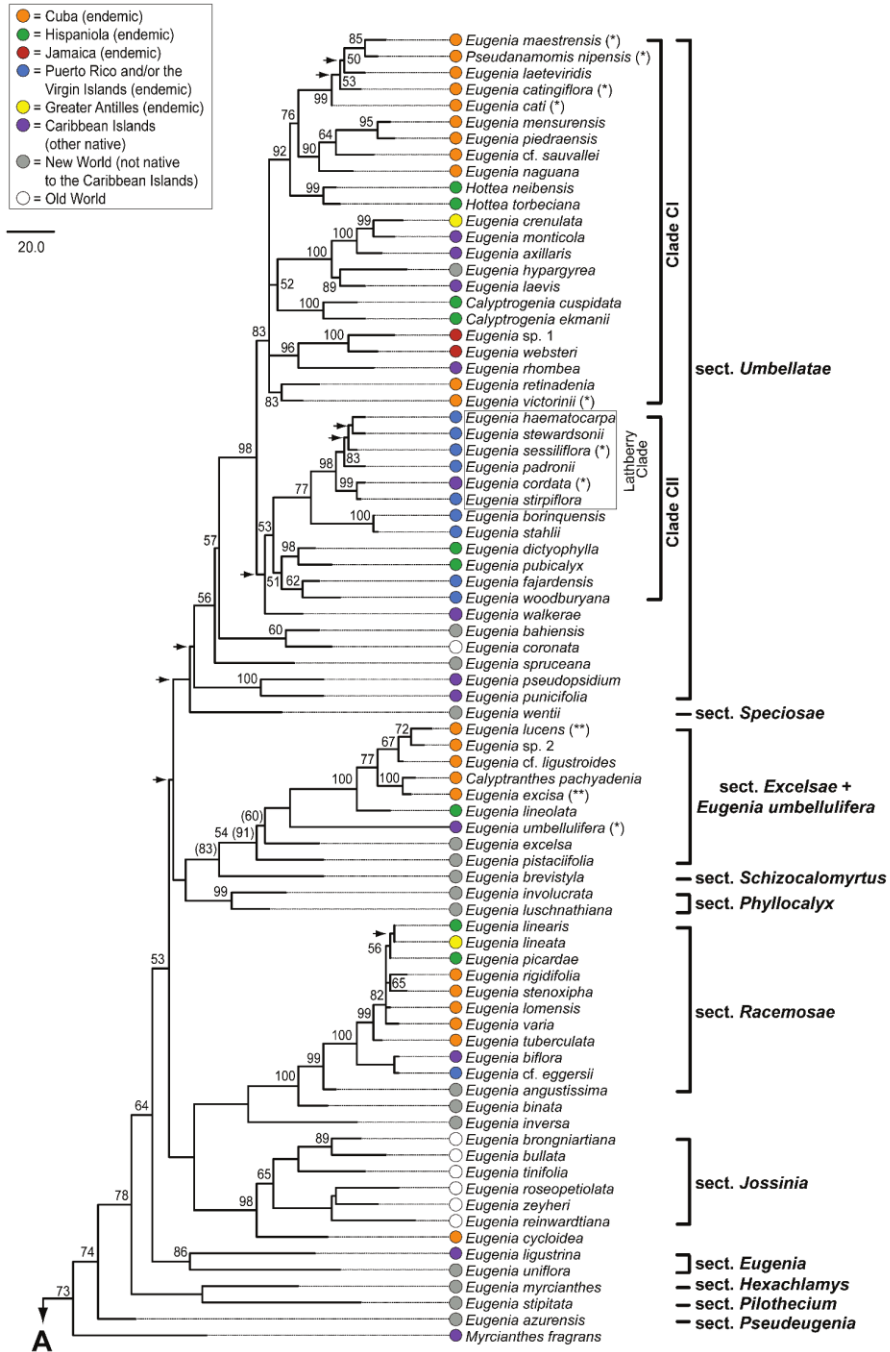 = Cuba (endemic)
= Hispaniola (endemic)
= Jamaica (endemic)
= Puerto Rico and/or the
Virgin Islands (endemic)
= Greater Antilles (endemic)
= Caribbean Islands
(other native)
= New World (not native
to the Caribbean Islands)
= Old World
20.0
Eugenia maestrensis (*)
Pseudanamomis nipensis (*)
Eugenia laeteviridis
Eugenia catingiflora (*)
Eugenia cati (*)
Eugenia mensurensis
Eugenia piedraensis
Eugenia cf. sauvallei
Eugenia naguana
Hottea neibensis
Hottea torbeciana
Eugenia crenulata
Eugenia monticola
Eugenia axillaris
Eugenia hypargyrea
Eugenia laevis
Calyptrogenia cuspidata
Calyptrogenia ekmanii
Eugenia sp. 1
Eugenia websteri
Eugenia rhombea
Eugenia retinadenia
Eugenia victorinii (*)
Eugenia haematocarpa
Eugenia stewardsonii
Eugenia sessiliflora (*)
Eugenia padronii
Eugenia cordata (*)
Eugenia stirpiflora
Eugenia borinquensis
Eugenia stahlii
Eugenia dictyophylla
Eugenia pubicalyx
Eugenia fajardensis
Eugenia woodburyana
Eugenia walkerae
Eugenia bahiensis
Eugenia coronata
Eugenia spruceana
Eugenia pseudopsidium
Eugenia punicifolia
Eugenia wentii
Eugenia lucens (**)
Eugenia sp. 2
Eugenia cf. ligustroides
Calyptranthes pachyadenia
Eugenia excisa (**)
Eugenia lineolata
Eugenia umbellulifera (*)
Eugenia excelsa
Eugenia pistaciifolia
Eugenia brevistyla
Eugenia involucrata
Eugenia luschnathiana
Eugenia linearis
Eugenia lineata
Eugenia picardae
Eugenia rigidifolia
Eugenia stenoxipha
Eugenia lomensis
Eugenia varia
Eugenia tuberculata
Eugenia biflora
Eugenia cf. eggersii
Eugenia angustissima
Eugenia binata
Eugenia inversa
Eugenia brongniartiana
Eugenia bullata
Eugenia tinifolia
Eugenia roseopetiolata
Eugenia zeyheri
Eugenia reinwardtiana
Eugenia cycloidea
Eugenia ligustrina
Eugenia uniflora
Eugenia myrcianthes
Eugenia stipitata
Eugenia azurensis
Myrcianthes fragrans
85
50
53
99
76
95
64
90
92
99
99
100
100
89
52
100
83
100
96
83
98
98
83
99
77
100
53
98
51
62
57
56
60
100
72
67
77
100
100
(60)
54 (91)
(83)
99
56
65
82
99
100
99
100
53
89
65
98
64
78
86
74
73
A
Clade CI
Lathberry
Clade
Clade CII
sect. Umbellatae
sect. Speciosae
sect. Excelsae +
Eugenia umbellulifera
sect. Schizocalomyrtus
sect. Phyllocalyx
sect. Racemosae
sect. Jossinia
sect. Eugenia
sect. Hexachlamys
sect. Pilothecium
sect. Pseudeugenia